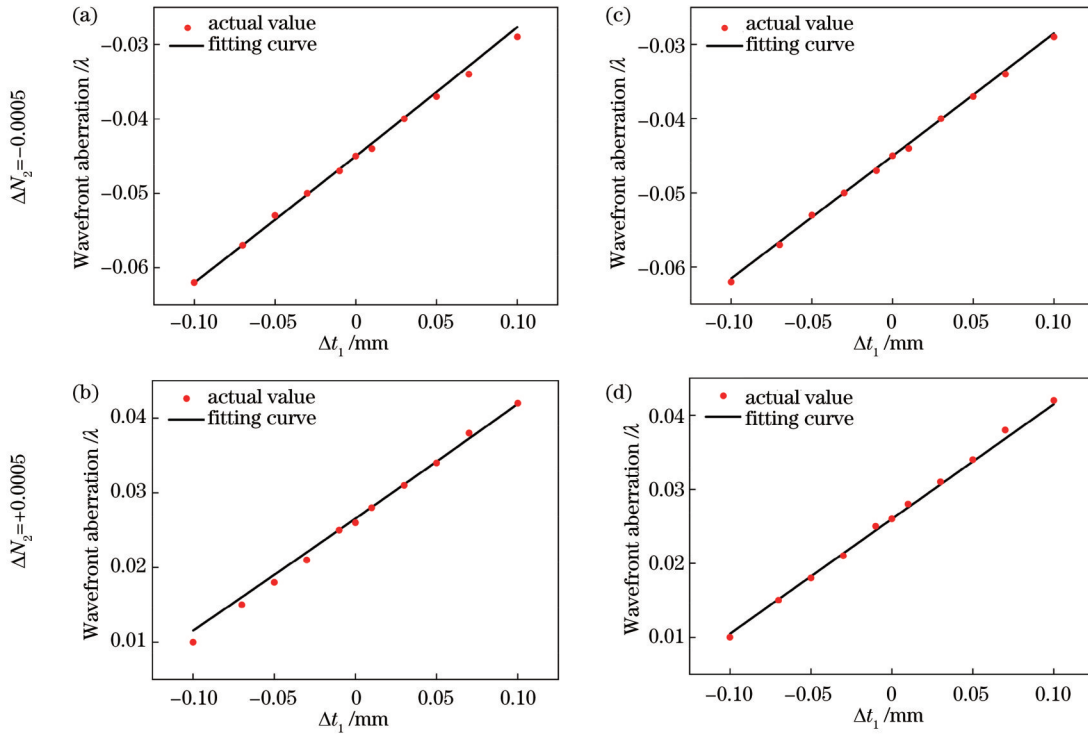 (a)
actual value
fitting curve
−0.03
−0.04
−0.05
−0.06
Wavefront aberration /λ
ΔN₂=−0.0005
−0.10
−0.05
0
0.05
0.10
Δt₁ /mm
(c)
actual value
fitting curve
−0.03
−0.04
−0.05
−0.06
Wavefront aberration /λ
−0.10
−0.05
0
0.05
0.10
Δt₁ /mm
(b)
actual value
fitting curve
0.04
0.03
0.02
0.01
Wavefront aberration /λ
ΔN₂=+0.0005
−0.10
−0.05
0
0.05
0.10
Δt₁ /mm
(d)
actual value
fitting curve
0.04
0.03
0.02
0.01
Wavefront aberration /λ
−0.10
−0.05
0
0.05
0.10
Δt₁ /mm